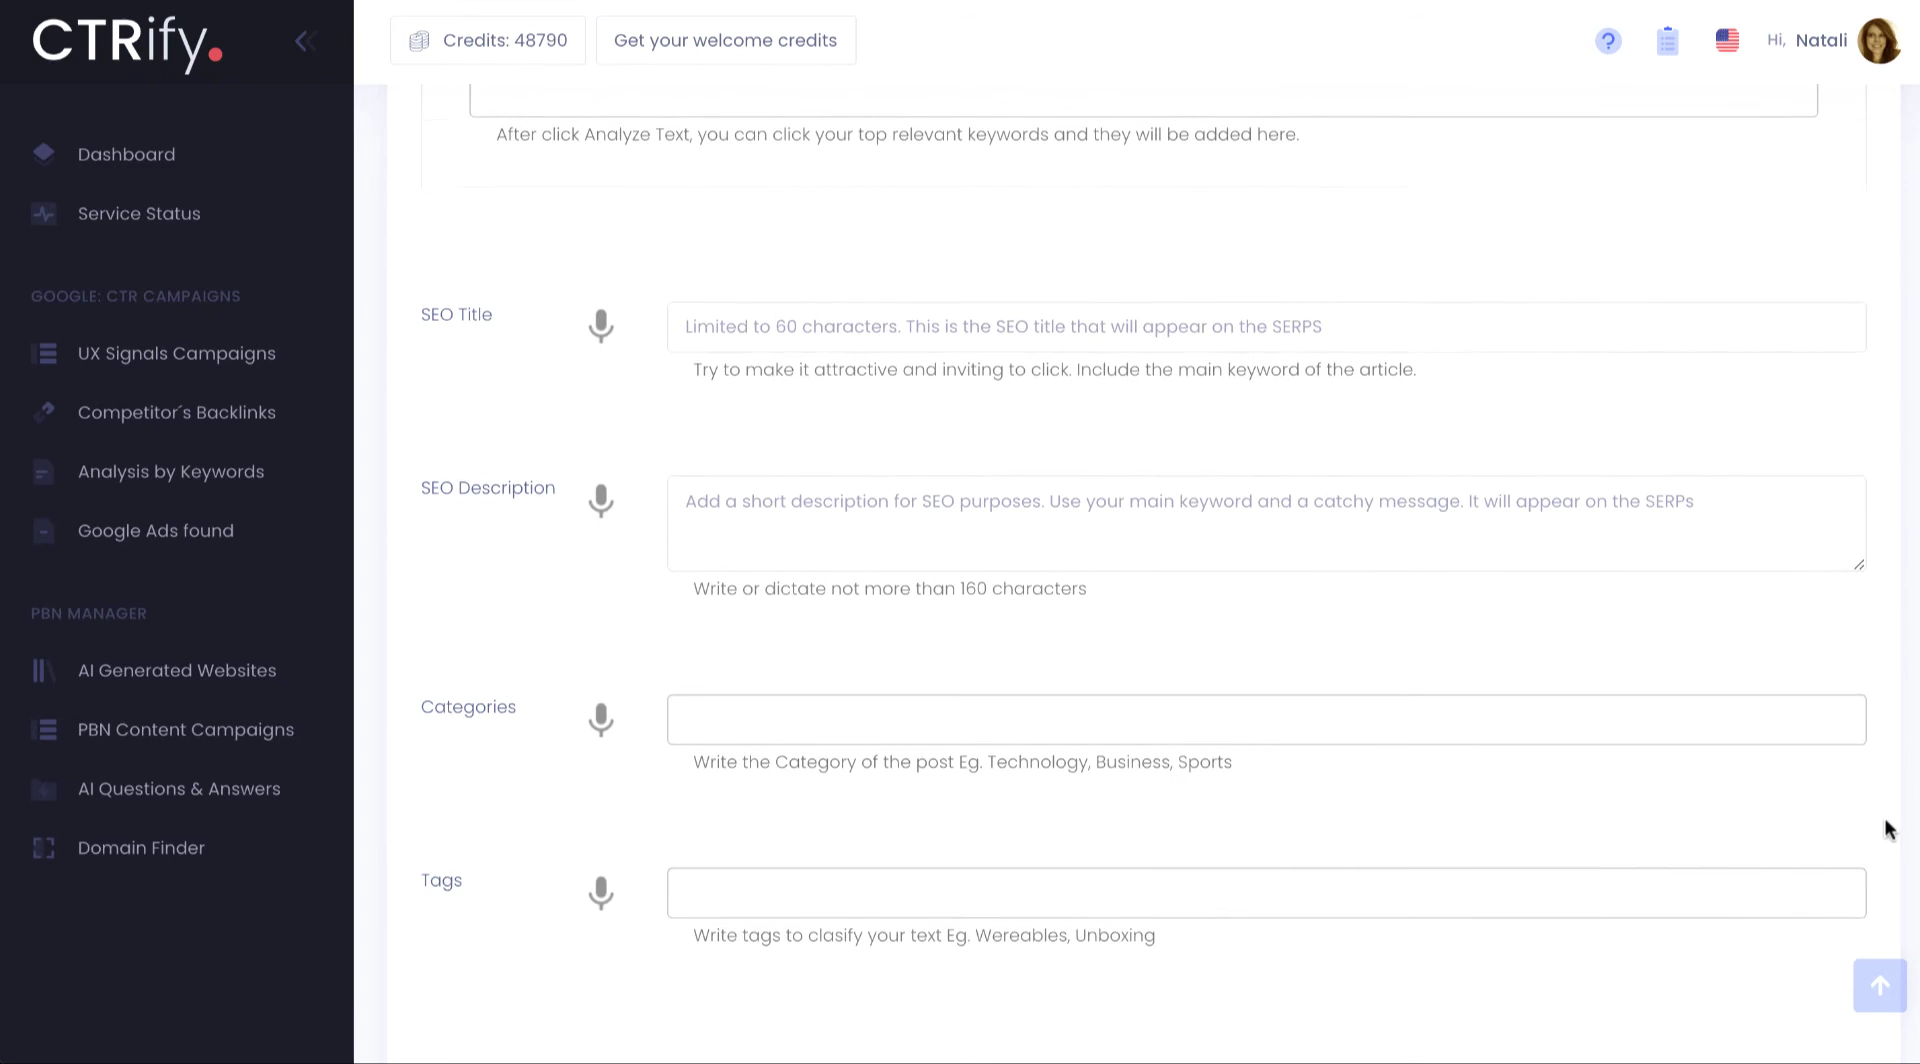 CTRify.
Credits: 48790
Get your welcome credits
?
Hi, Natali
Dashboard
Service Status
GOOGLE: CTR CAMPAIGNS
UX Signals Campaigns
Competitor´s Backlinks
Analysis by Keywords
Google Ads found
PBN MANAGER
AI Generated Websites
PBN Content Campaigns
AI Questions & Answers
Domain Finder
After click Analyze Text, you can click your top relevant keywords and they will be added here.
SEO Title
Limited to 60 characters. This is the SEO title that will appear on the SERPS
Try to make it attractive and inviting to click. Include the main keyword of the article.
SEO Description
Add a short description for SEO purposes. Use your main keyword and a catchy message. It will appear on the SERPs
Write or dictate not more than 160 characters
Categories
Write the Category of the post Eg. Technology, Business, Sports
Tags
Write tags to clasify your text Eg. Wereables, Unboxing